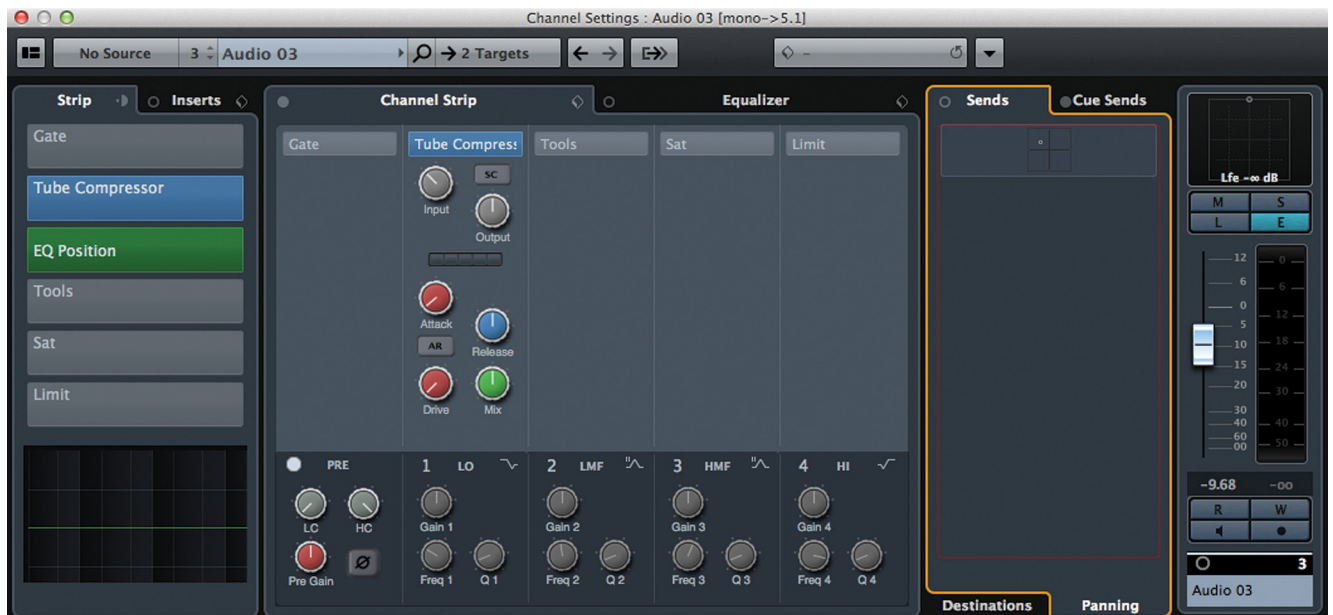 Channel Settings : Audio 03 [mono->5.1]
No Source 3 Audio 03 2 Targets –
Strip Inserts Channel Strip Equalizer Sends Cue Sends
Gate
Tube Compressor
EQ Position
Tools
Sat
Limit
Gate Tube Compress Tools Sat Limit
SC
Input
Output
Attack
AR
Release
Drive Mix
PRE 1 LO 2 LMF 3 HMF 4 HI
LC HC Gain 1 Gain 2 Gain 3 Gain 4
Pre Gain Ø Freq 1 Q 1 Freq 2 Q 2 Freq 3 Q 3 Freq 4 Q 4
Destinations Panning
Lfe -∞ dB
M S
L E
12
6
0
5
10
15
20
30
40
60
00
0
6
12
18
24
30
40
50
-9.68 -∞
R W
3
Audio 03